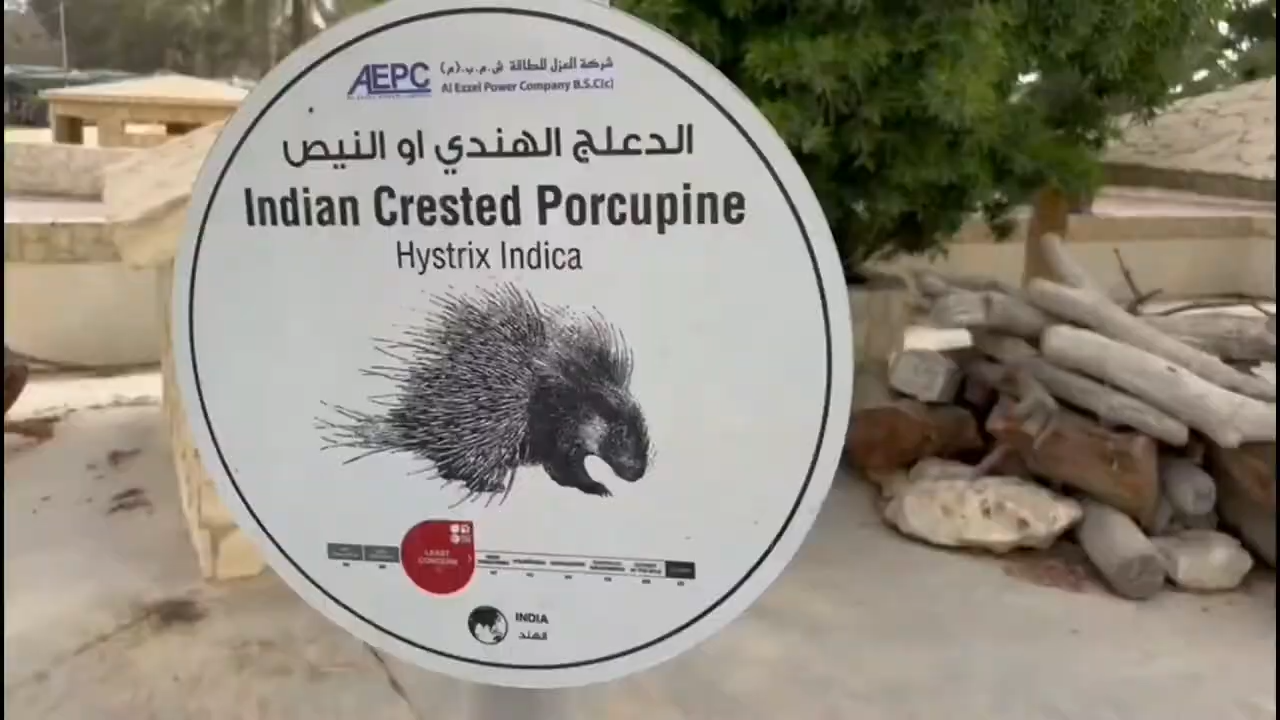 AEPC
شركة العزل للطاقة ش.م.ب.(م)
Al Ezzel Power Company B.S.C(c)
الدعلج الهندي او النيص
Indian Crested Porcupine
Hystrix Indica
LEAST
CONCERN
INDIA
الهند